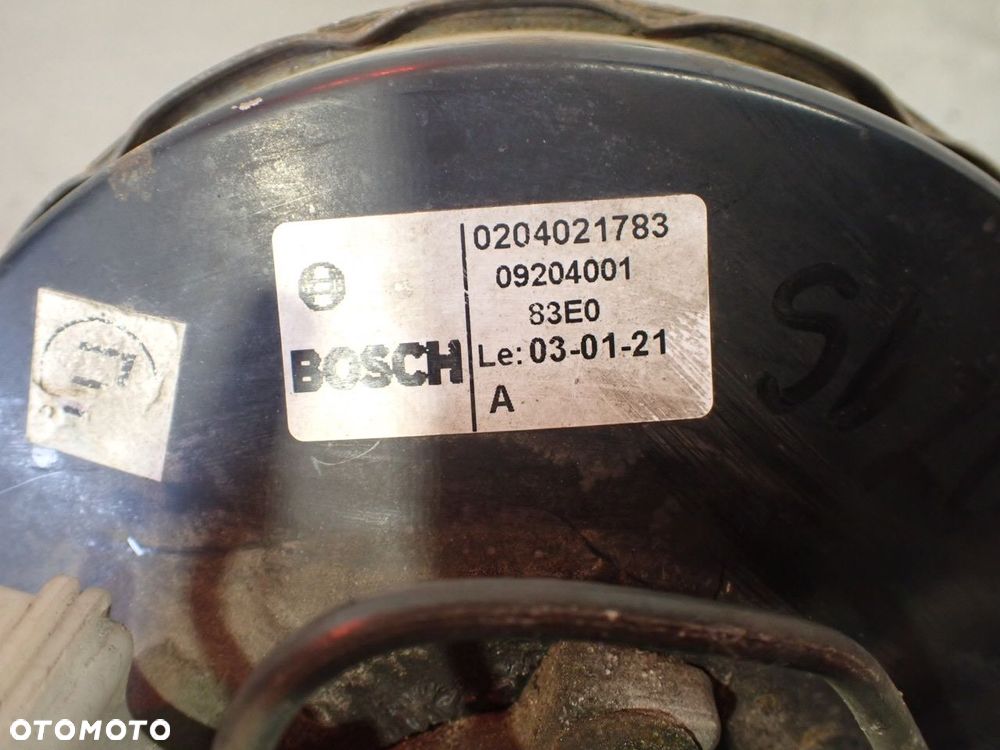 0204021783
09204001
83E0
BOSCH
Le: 03-01-21
A
OTOMOTO